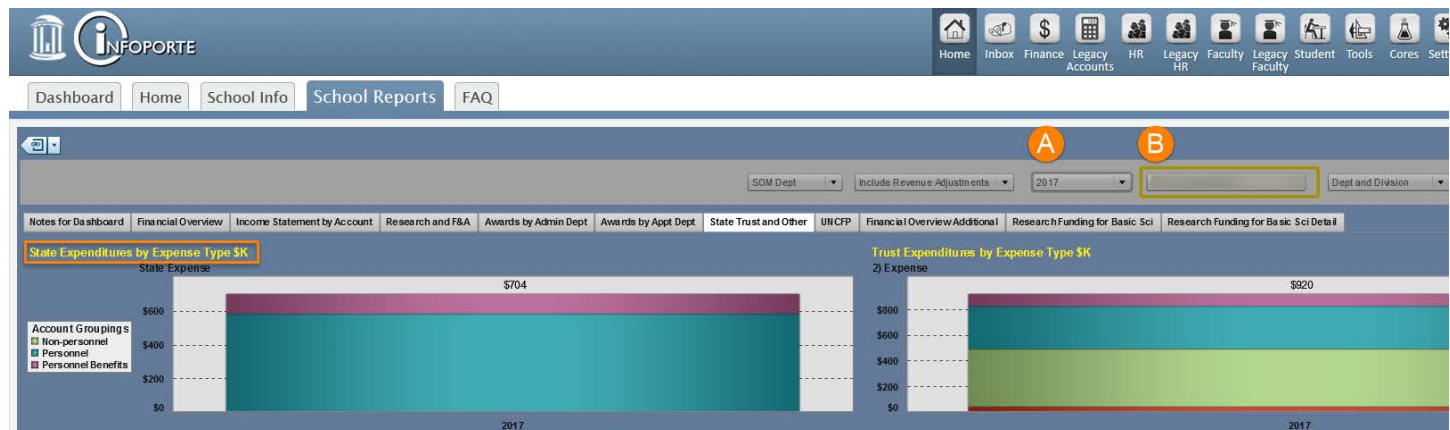 INFOPORTE
Home Inbox Finance Legacy Accounts HR Legacy HR Faculty Legacy Faculty Student Tools Cores
Dashboard Home School Info School Reports FAQ
A B
SOM Dept Include Revenue Adjustments 2017 Dept and Division
Notes for Dashboard Financial Overview Income Statement by Account Research and F&A Awards by Admin Dept Awards by Appt Dept State Trust and Other UNCFP Financial Overview Additional Research Funding for Basic Sci Research Funding for Basic Sci Detail
State Expenditures by Expense Type $K
State Expense
$704
$600
$400
$200
$0
2017
Account Groupings
Non-personnel
Personnel
Personnel Benefits
Trust Expenditures by Expense Type $K
2) Expense
$920
$800
$600
$400
$200
$0
2017